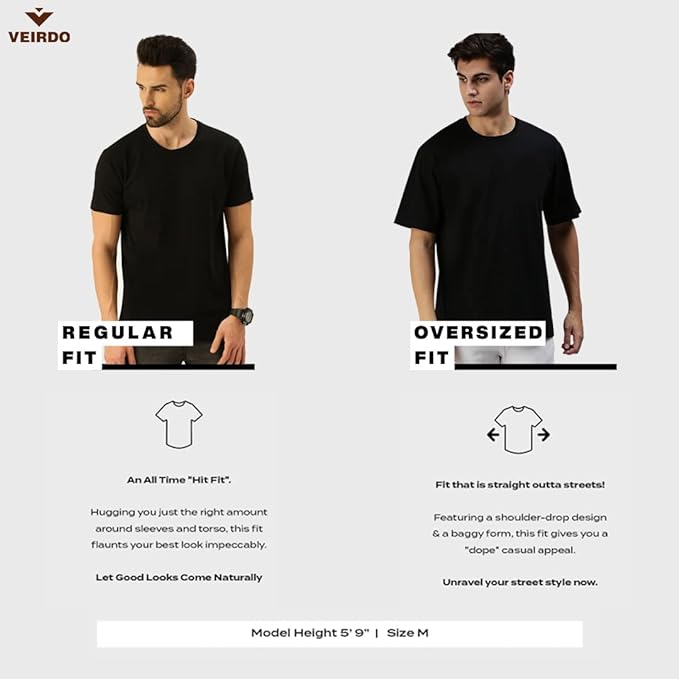 VEIRDO
REGULAR
FIT
OVERSIZED
FIT
An All Time "Hit Fit".
Hugging you just the right amount
around sleeves and torso, this fit
flaunts your best look impeccably.
Let Good Looks Come Naturally
Fit that is straight outta streets!
Featuring a shoulder-drop design
& a baggy form, this fit gives you a
"dope" casual appeal.
Unravel your street style now.
Model Height 5' 9" | Size M